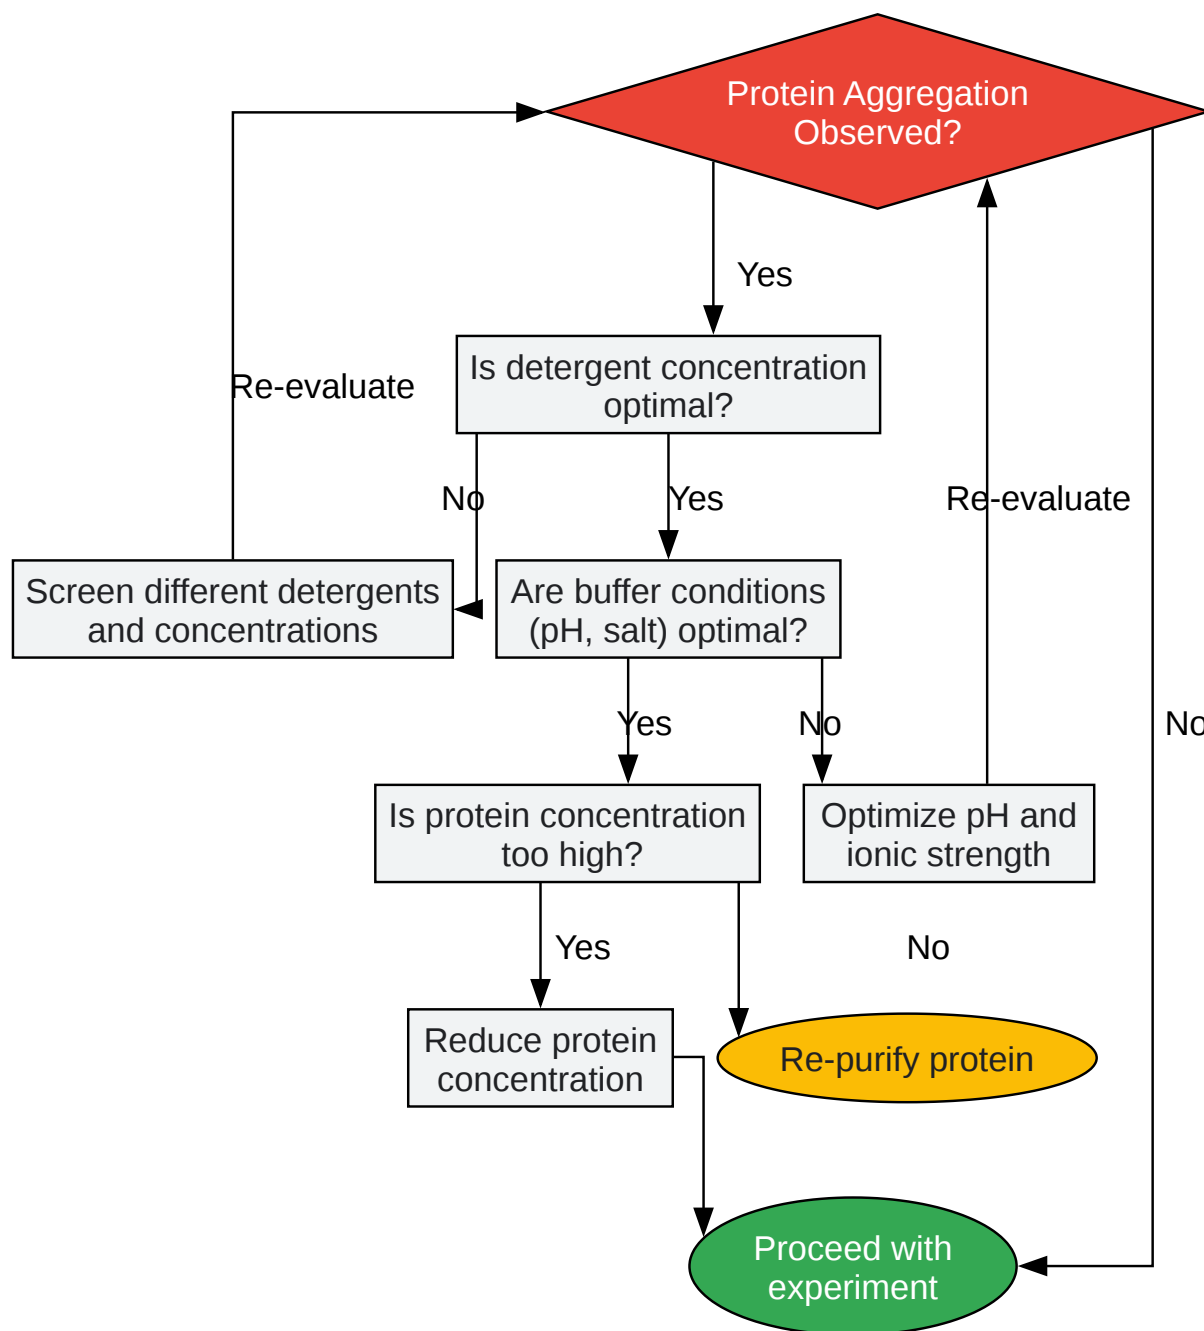 Protein Aggregation
Observed?
Yes
Is detergent concentration
optimal?
Re-evaluate
No
Yes
Re-evaluate
Screen different detergents
and concentrations
Are buffer conditions
(pH, salt) optimal?
Yes
No
No
Is protein concentration
too high?
Optimize pH and
ionic strength
Yes
No
Reduce protein
concentration
Re-purify protein
Proceed with
experiment